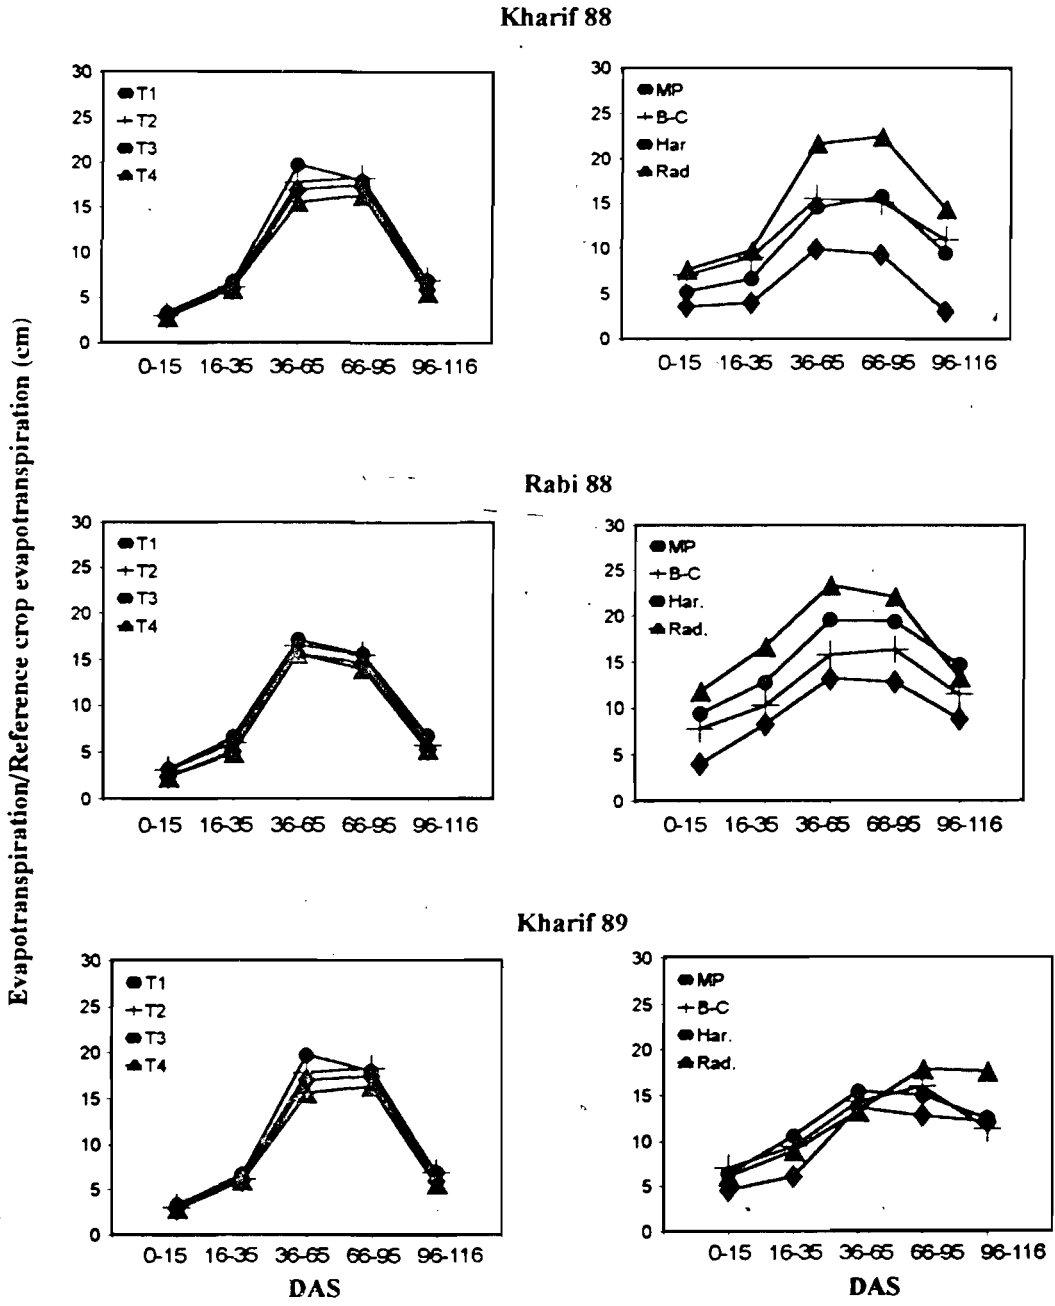 Kharif 88
Evapotranspiration/Reference crop evapotranspiration (cm)
30
25
20
15
10
5
0
T1
T2
T3
T4
0-15 16-35 36-65 66-95 96-116
30
25
20
15
10
5
0
MP
B-C
Har
Rad
0-15 16-35 36-65 66-95 96-116
Rabi 88
30
25
20
15
10
5
0
T1
T2
T3
T4
0-15 16-35 36-65 66-95 96-116
30
25
20
15
10
5
0
MP
B-C
Har.
Rad.
0-15 16-35 36-65 66-95 96-116
Kharif 89
30
25
20
15
10
5
0
T1
T2
T3
T4
0-15 16-35 36-65 66-95 96-116
DAS
30
25
20
15
10
5
0
MP
B-C
Har.
Rad.
0-15 16-35 36-65 66-95 96-116
DAS